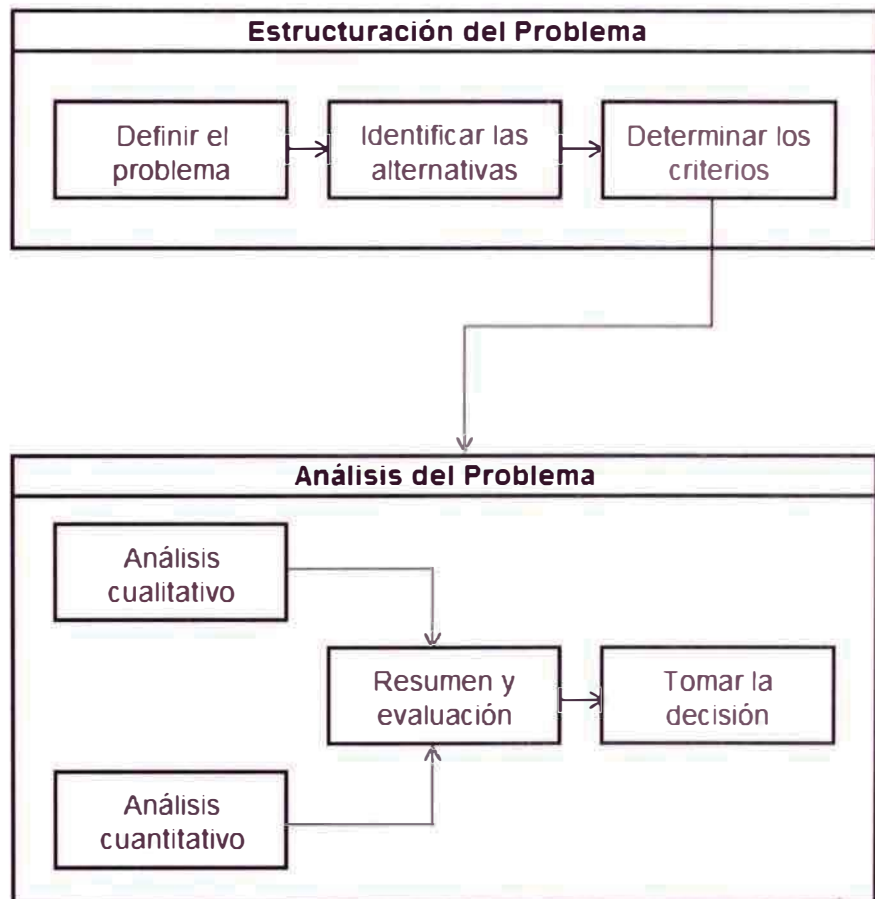 Estructuración del Problema
Definir el
problema
Identificar las
alternativas
Determinar los
criterios
Análisis del Problema
Análisis
cualitativo
Resumen y
evaluación
Tomar la
decisión
Análisis
cuantitativo